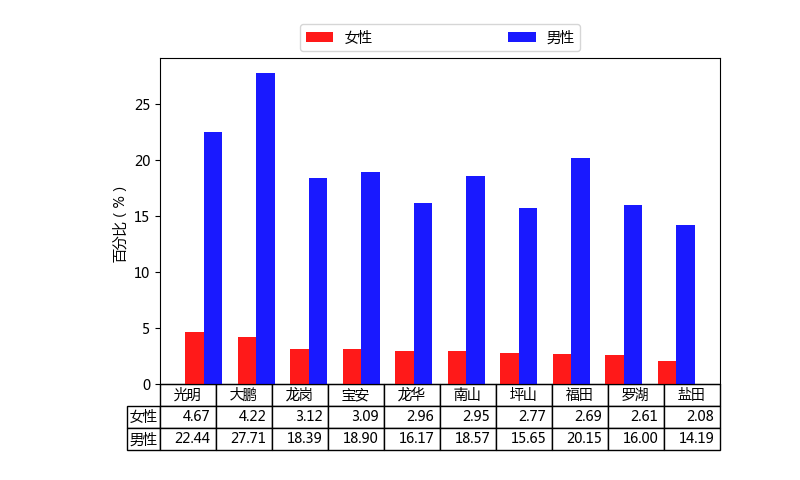 女性 男性
百分比（%）
25
20
15
10
5
0
光明 大鹏 龙岗 宝安 龙华 南山 坪山 福田 罗湖 盐田
女性 4.67 4.22 3.12 3.09 2.96 2.95 2.77 2.69 2.61 2.08
男性 22.44 27.71 18.39 18.90 16.17 18.57 15.65 20.15 16.00 14.19